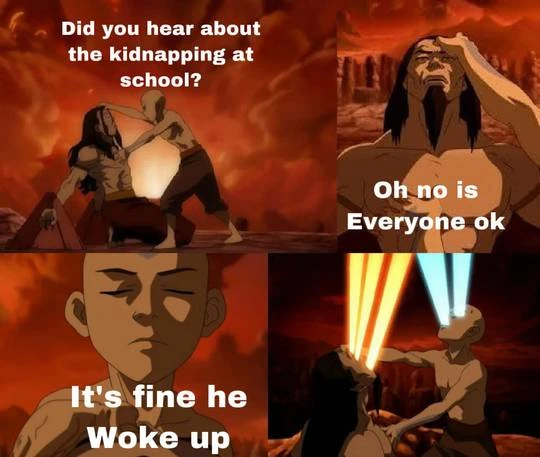 Did you hear about
the kidnapping at
school?
Oh no is
Everyone ok
It's fine he
Woke up